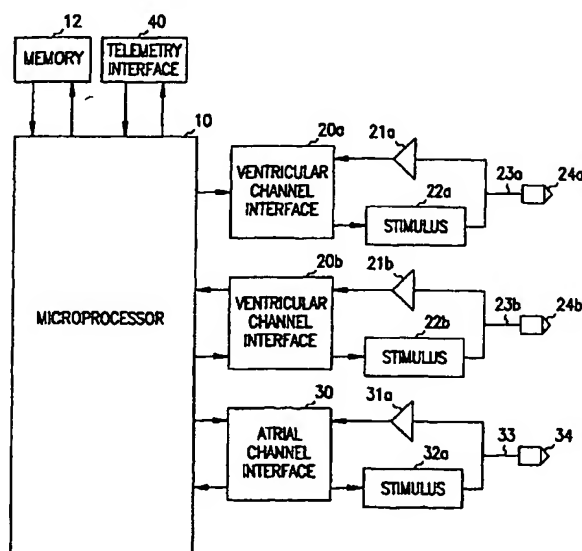 12
40
MEMORY
TELEMETRY
INTERFACE
10
MICROPROCESSOR
20a
VENTRICULAR
CHANNEL
INTERFACE
21a
22a
STIMULUS
23a
24a
20b
VENTRICULAR
CHANNEL
INTERFACE
21b
22b
STIMULUS
23b
24b
30
ATRIAL
CHANNEL
INTERFACE
31a
32a
STIMULUS
33
34